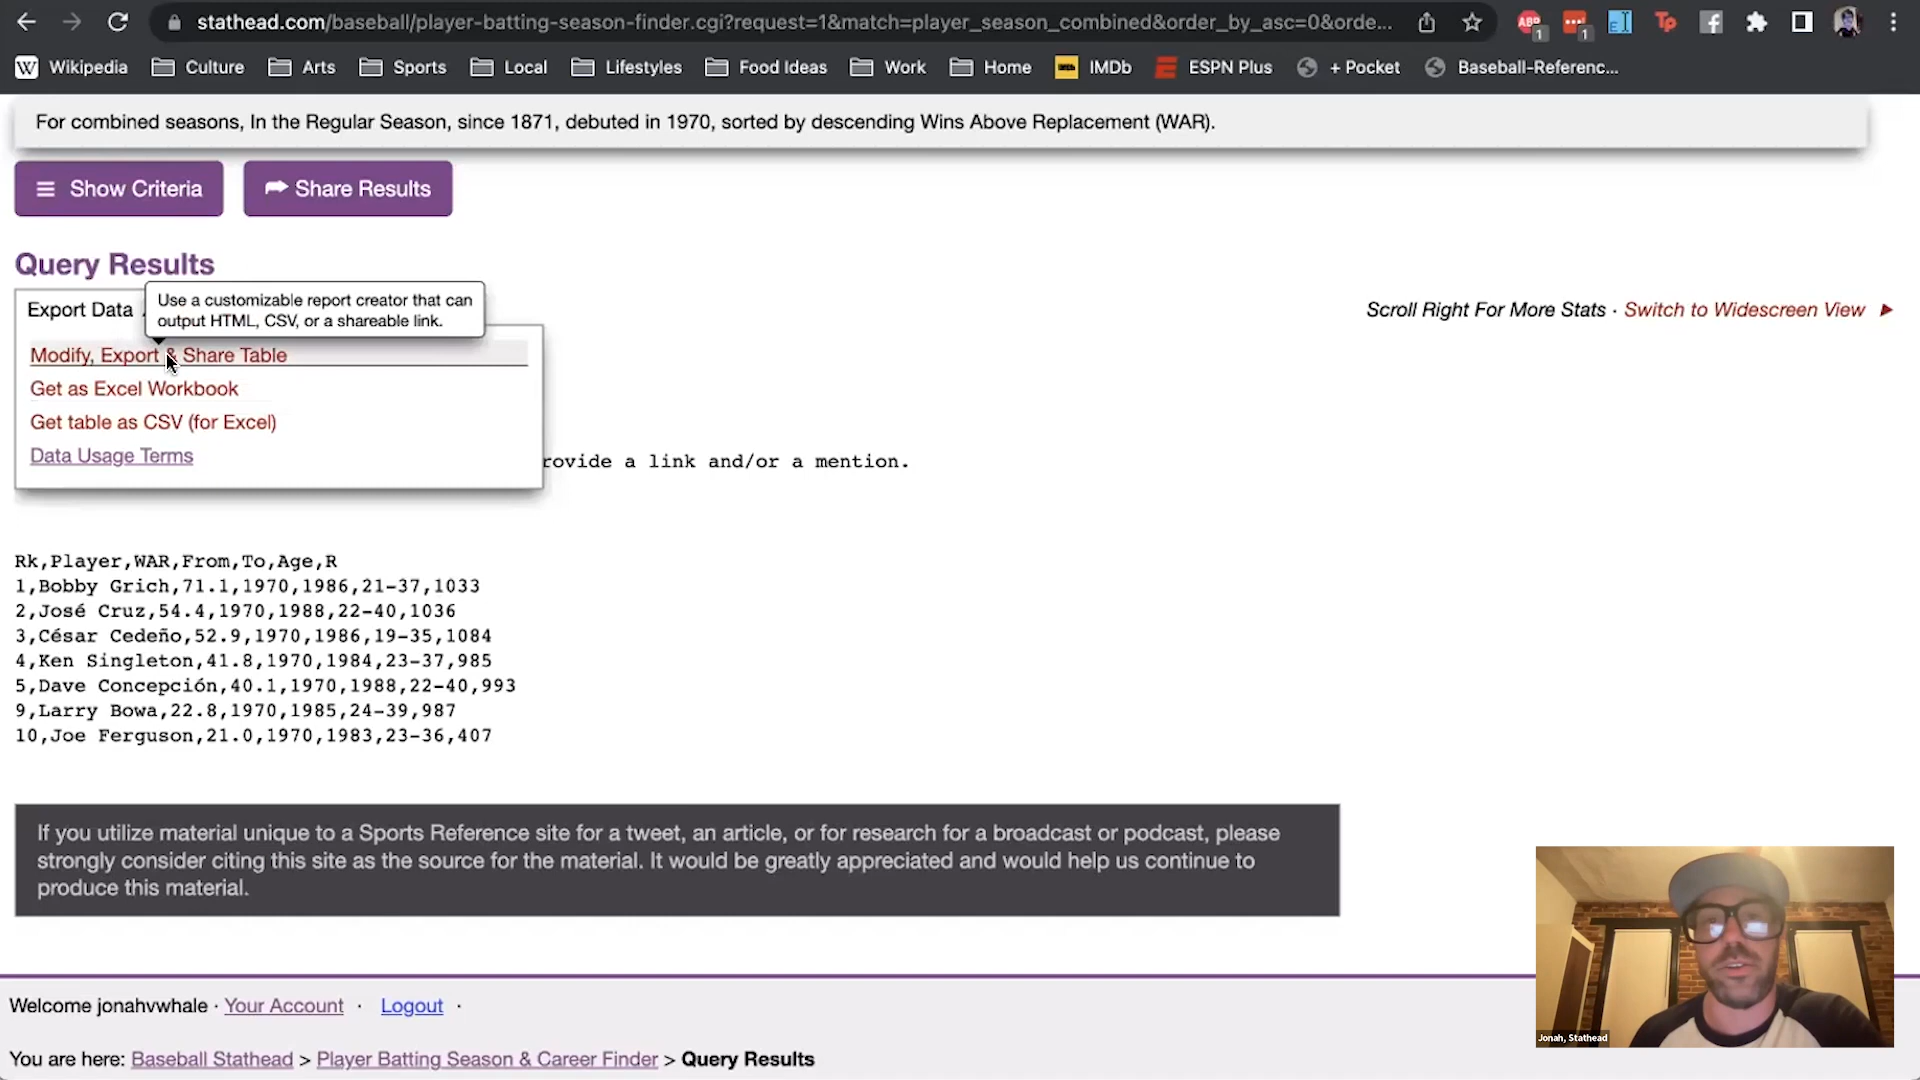 stathead.com/baseball/player-batting-season-finder.cgi?request=1&match=player_season_combined&order_by_asc=0&orde...
ABP 1 1 Tp
W Wikipedia Culture Arts Sports Local Lifestyles Food Ideas Work Home IMDb ESPN Plus + Pocket Baseball-Referenc...
For combined seasons, In the Regular Season, since 1871, debuted in 1970, sorted by descending Wins Above Replacement (WAR).
Show Criteria Share Results
Query Results
Use a customizable report creator that can
output HTML, CSV, or a shareable link.
Export Data
Scroll Right For More Stats · Switch to Widescreen View ►
Modify, Export & Share Table
Get as Excel Workbook
Get table as CSV (for Excel)
Data Usage Terms
rovide a link and/or a mention.
Rk,Player,WAR,From,To,Age,R
1,Bobby Grich,71.1,1970,1986,21-37,1033
2,José Cruz,54.4,1970,1988,22-40,1036
3,César Cedeño,52.9,1970,1986,19-35,1084
4,Ken Singleton,41.8,1970,1984,23-37,985
5,Dave Concepción,40.1,1970,1988,22-40,993
9,Larry Bowa,22.8,1970,1985,24-39,987
10,Joe Ferguson,21.0,1970,1983,23-36,407
If you utilize material unique to a Sports Reference site for a tweet, an article, or for research for a broadcast or podcast, please
strongly consider citing this site as the source for the material. It would be greatly appreciated and would help us continue to
produce this material.
Jonah, Stathead
Welcome jonahvwhale · Your Account · Logout ·
You are here: Baseball Stathead > Player Batting Season & Career Finder > Query Results